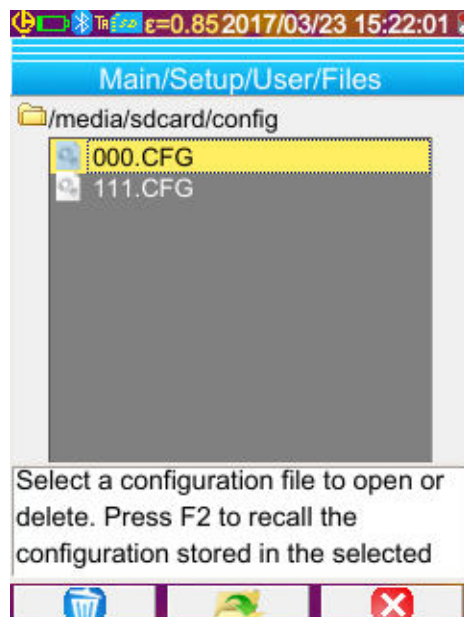 ε=0.85 2017/03/23 15:22:01
Main/Setup/User/Files
/media/sdcard/config
000.CFG
111.CFG
Select a configuration file to open or
delete. Press F2 to recall the
configuration stored in the selected